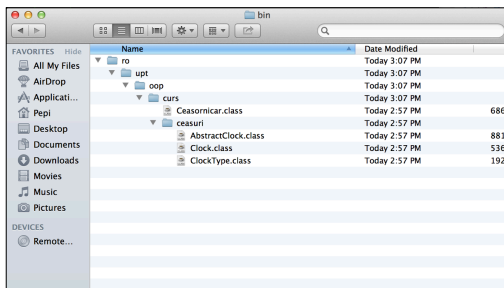 bin
FAVORITES Hide
All My Files
AirDrop
Applicati...
Pepi
Desktop
Documents
Downloads
Movies
Music
Pictures
DEVICES
Remote...
Name Date Modified
ro Today 3:07 PM
upt Today 3:07 PM
oop Today 3:07 PM
curs Today 3:07 PM
Ceasornicar.class Today 2:57 PM 686
ceasuri Today 3:07 PM
AbstractClock.class Today 2:57 PM 881
Clock.class Today 2:57 PM 536
ClockType.class Today 2:57 PM 192